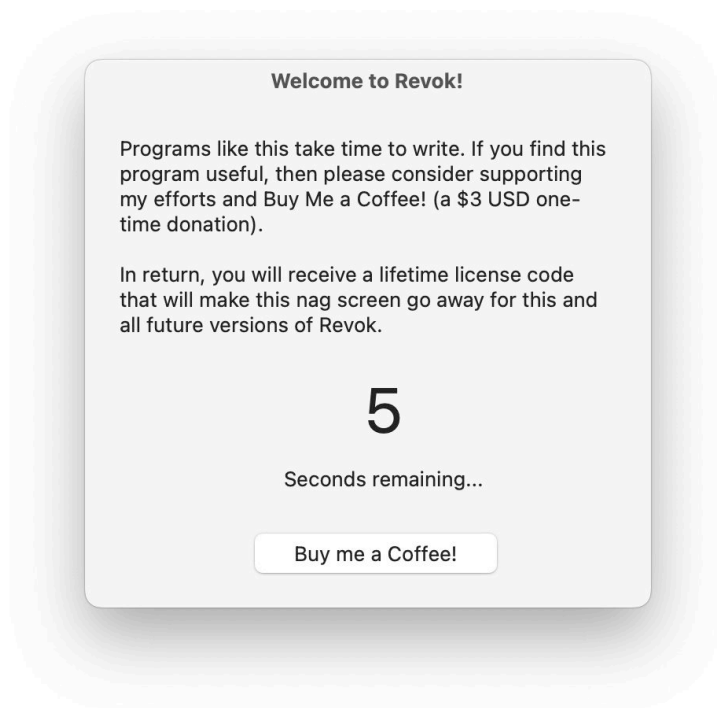 Welcome to Revok!
Programs like this take time to write. If you find this
program useful, then please consider supporting
my efforts and Buy Me a Coffee! (a $3 USD one-
time donation).
In return, you will receive a lifetime license code
that will make this nag screen go away for this and
all future versions of Revok.
5
Seconds remaining...
Buy me a Coffee!